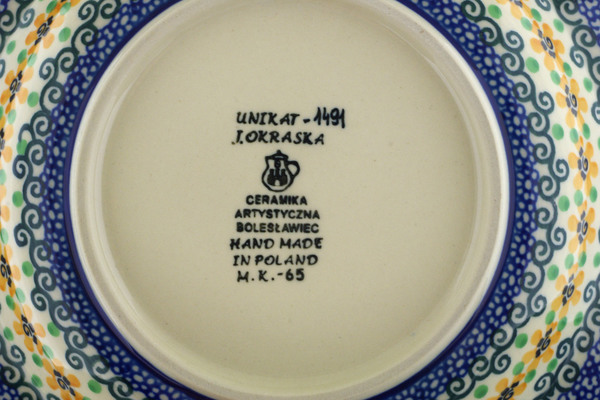 UNIKAT - 1491
J.OKRASKA
CERAMIKA
ARTYSTYCZNA
BOLESŁAWIEC
HAND MADE
IN POLAND
M.K.-65